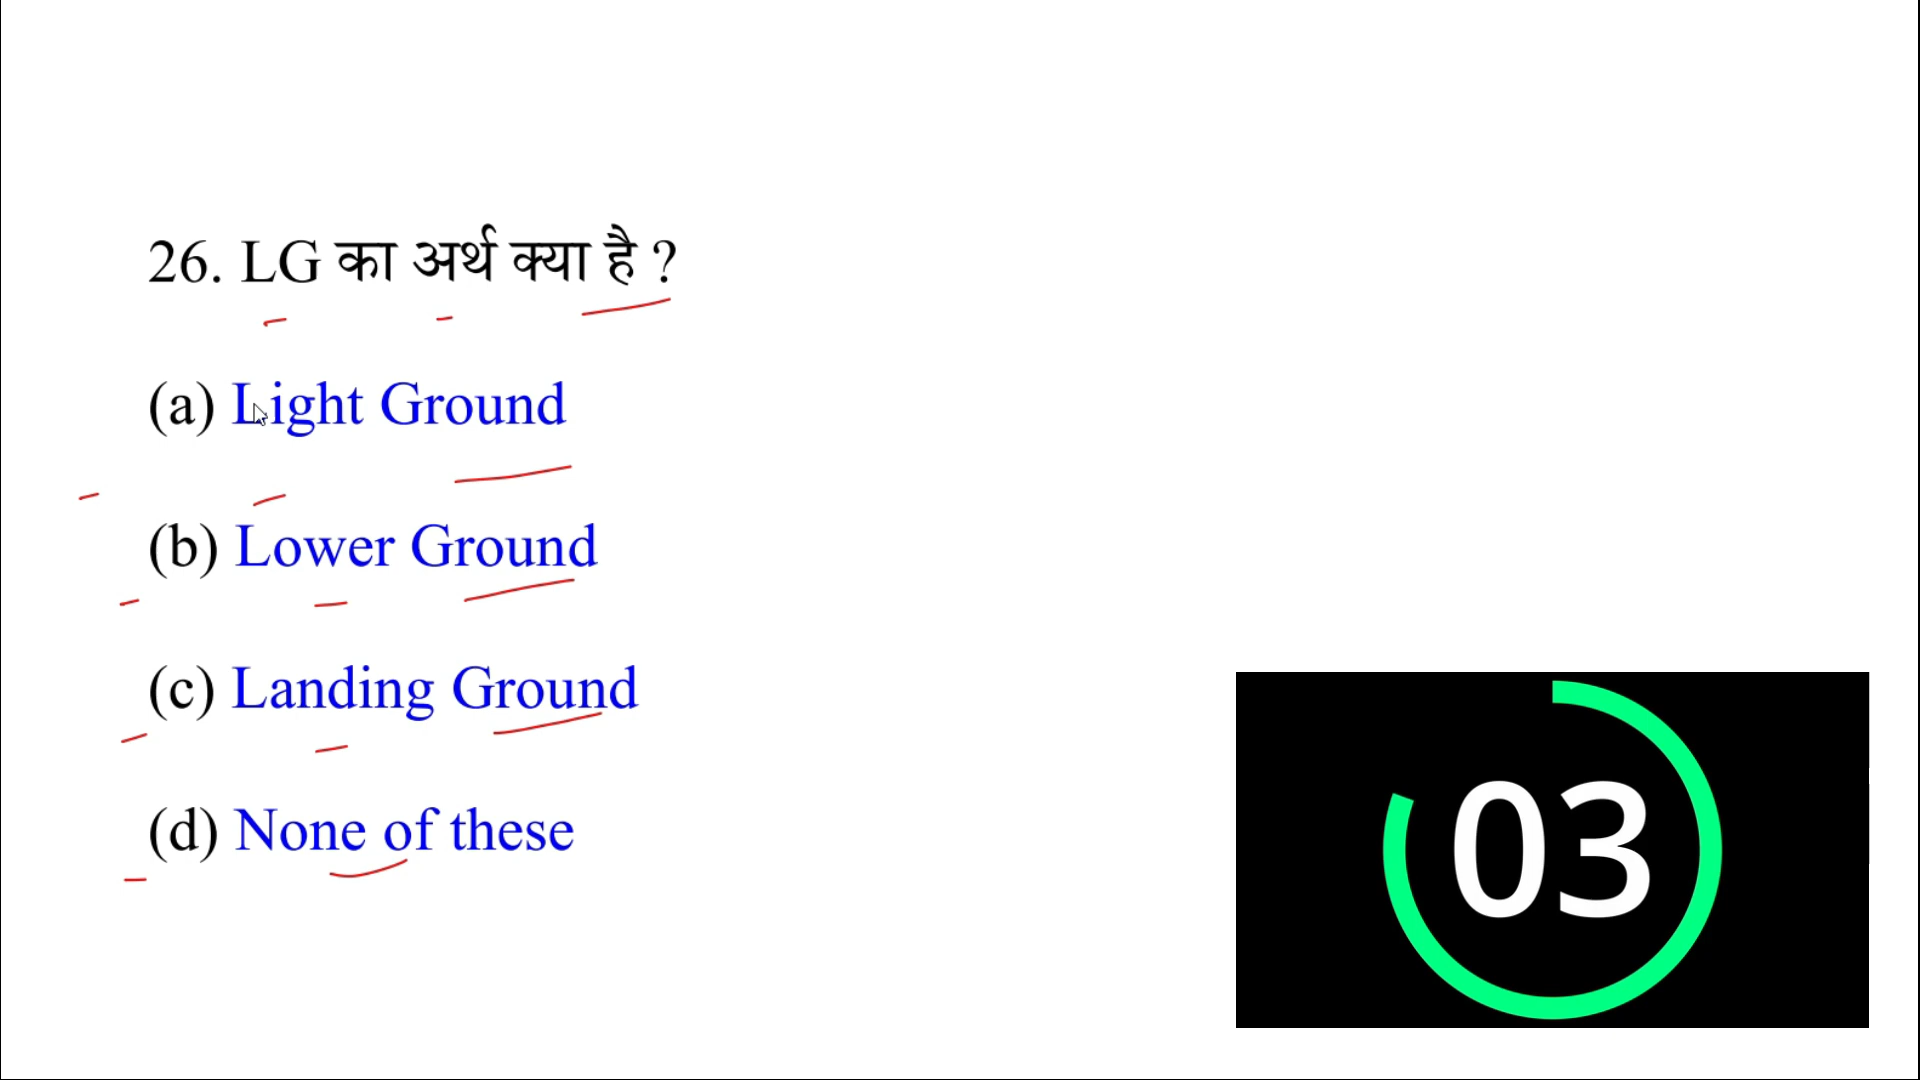 26. LG का अर्थ क्या है ?
(a) Light Ground
(b) Lower Ground
(c) Landing Ground
(d) None of these
03